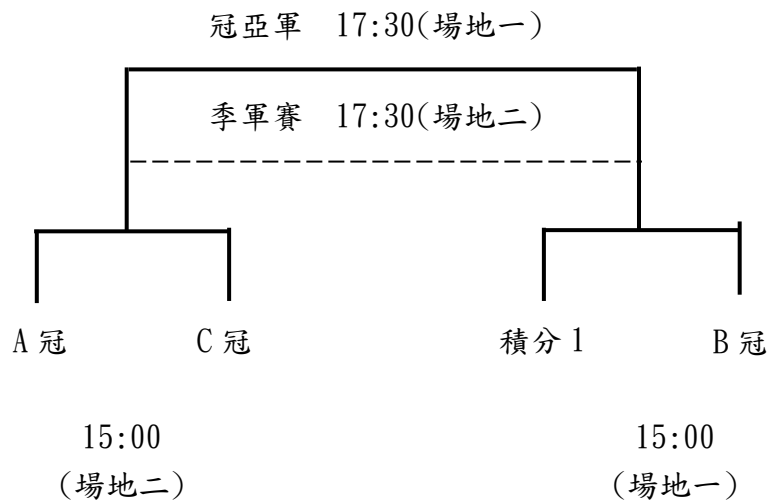 冠亞軍 17:30(場地一)
季軍賽 17:30(場地二)
A冠 C冠 積分1 B冠
15:00 15:00
(場地二) (場地一)